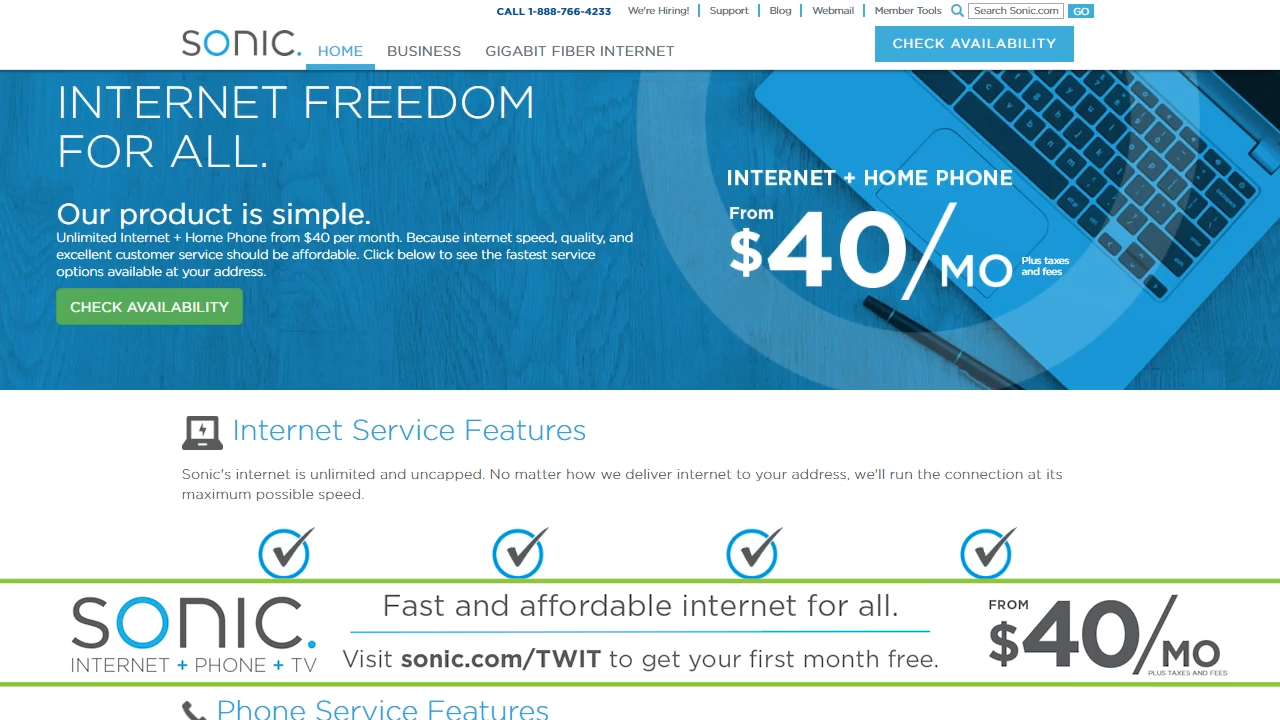 CALL 1-888-766-4233 We're Hiring! Support Blog Webmail Member Tools Search Sonic.com GO
SONIC. HOME BUSINESS GIGABIT FIBER INTERNET CHECK AVAILABILITY
INTERNET FREEDOM
FOR ALL.
Our product is simple.
Unlimited Internet + Home Phone from $40 per month. Because internet speed, quality, and
excellent customer service should be affordable. Click below to see the fastest service
options available at your address.
CHECK AVAILABILITY
INTERNET + HOME PHONE
From
$40/MO Plus taxes
and fees
Internet Service Features
Sonic's internet is unlimited and uncapped. No matter how we deliver internet to your address, we'll run the connection at its
maximum possible speed.
SONIC.
INTERNET + PHONE + TV
Fast and affordable internet for all.
Visit sonic.com/TWIT to get your first month free.
FROM
$40/MO
PLUS TAXES AND FEES
Phone Service Features